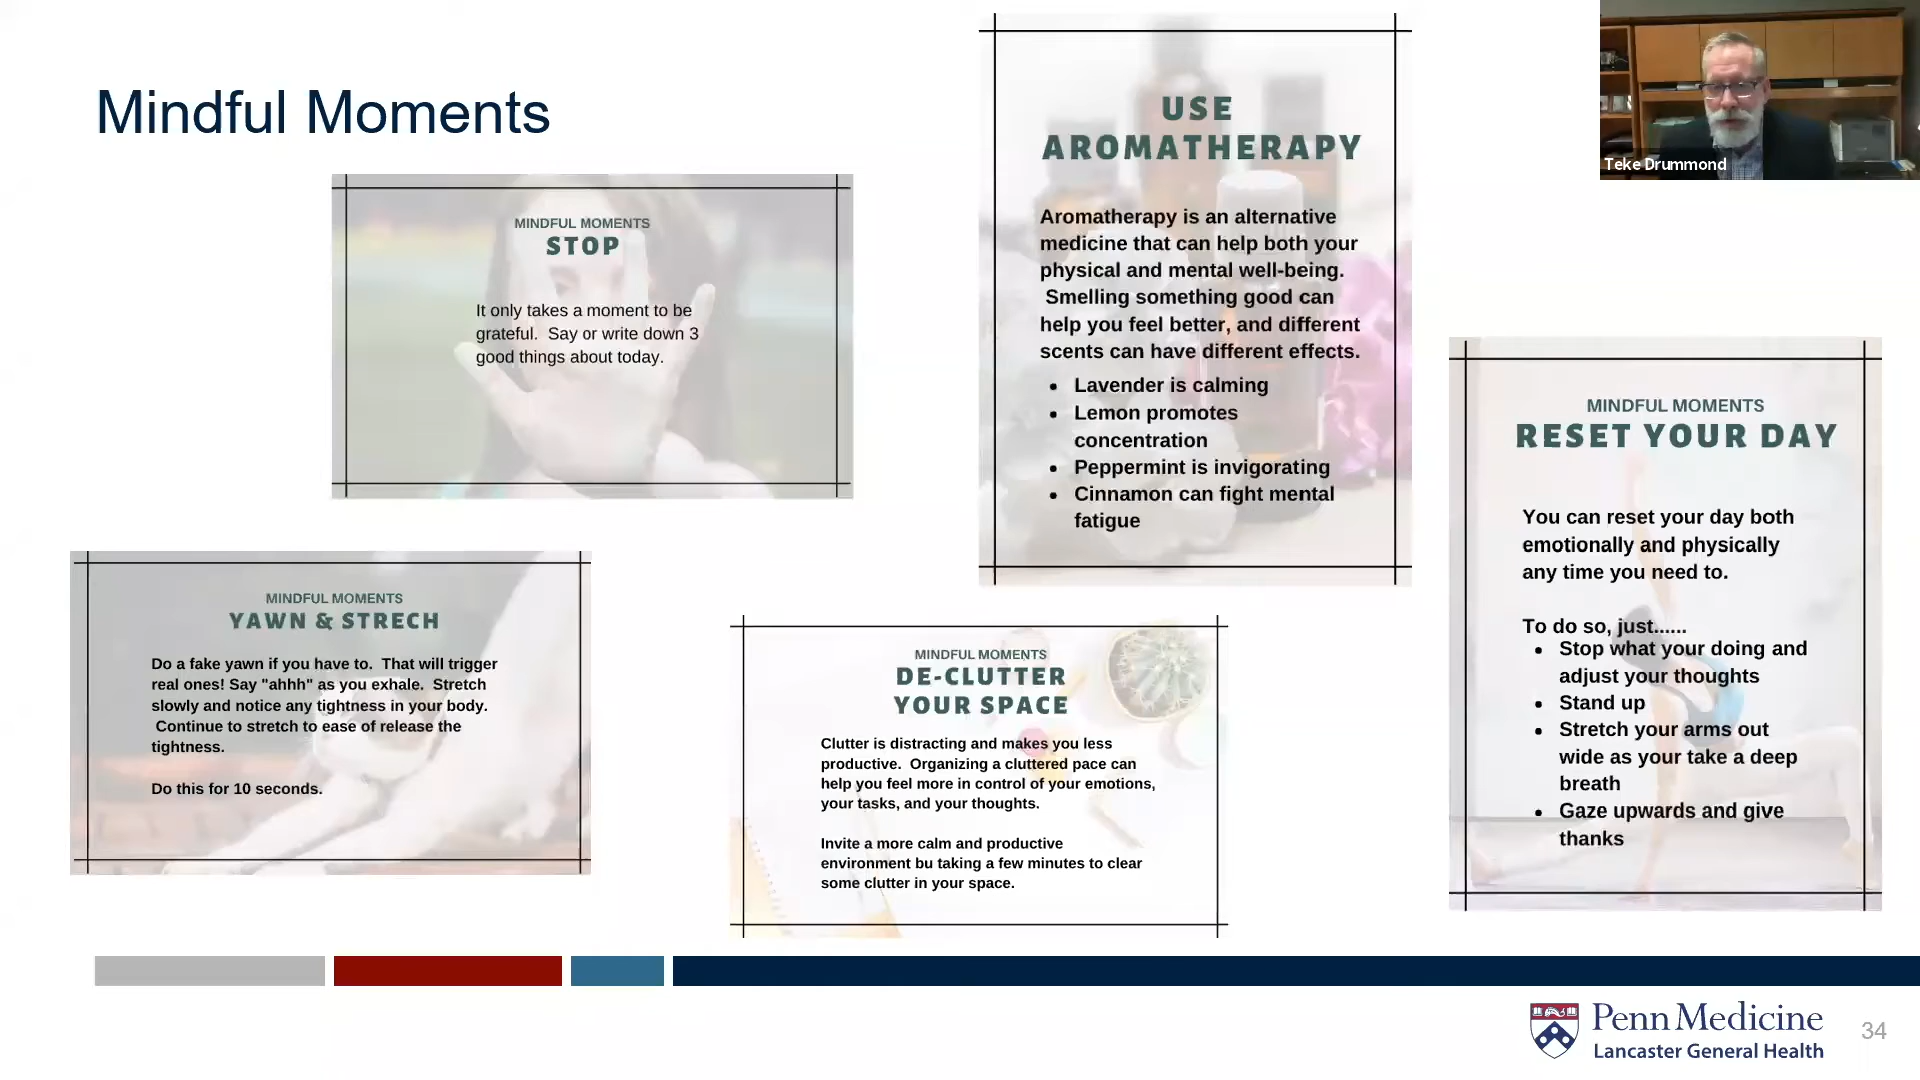 Mindful Moments
MINDFUL MOMENTS
STOP
It only takes a moment to be
grateful.  Say or write down 3
good things about today.
USE
AROMATHERAPY
Aromatherapy is an alternative
medicine that can help both your
physical and mental well-being.
Smelling something good can
help you feel better, and different
scents can have different effects.
• Lavender is calming
• Lemon promotes
concentration
• Peppermint is invigorating
• Cinnamon can fight mental
fatigue
Teke Drummond
MINDFUL MOMENTS
RESET YOUR DAY
You can reset your day both
emotionally and physically
any time you need to.
To do so, just......
• Stop what your doing and
adjust your thoughts
• Stand up
• Stretch your arms out
wide as your take a deep
breath
• Gaze upwards and give
thanks
MINDFUL MOMENTS
YAWN & STRECH
Do a fake yawn if you have to.  That will trigger
real ones! Say "ahhh" as you exhale.  Stretch
slowly and notice any tightness in your body.
Continue to stretch to ease of release the
tightness.
Do this for 10 seconds.
MINDFUL MOMENTS
DE-CLUTTER
YOUR SPACE
Clutter is distracting and makes you less
productive.  Organizing a cluttered pace can
help you feel more in control of your emotions,
your tasks, and your thoughts.
Invite a more calm and productive
environment bu taking a few minutes to clear
some clutter in your space.
Penn Medicine
Lancaster General Health
34